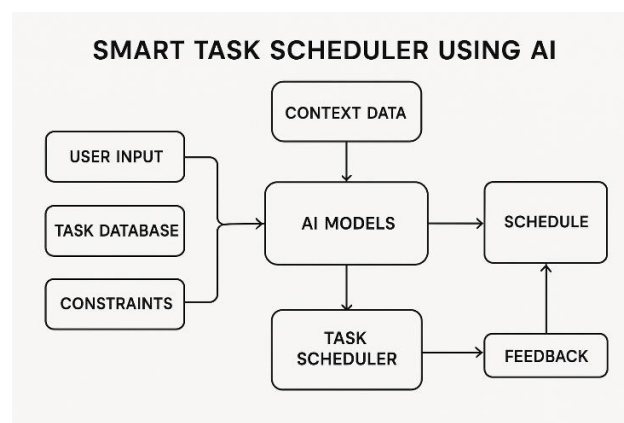 SMART TASK SCHEDULER USING AI
CONTEXT DATA
USER INPUT
TASK DATABASE
CONSTRAINTS
AI MODELS
SCHEDULE
TASK
SCHEDULER
FEEDBACK